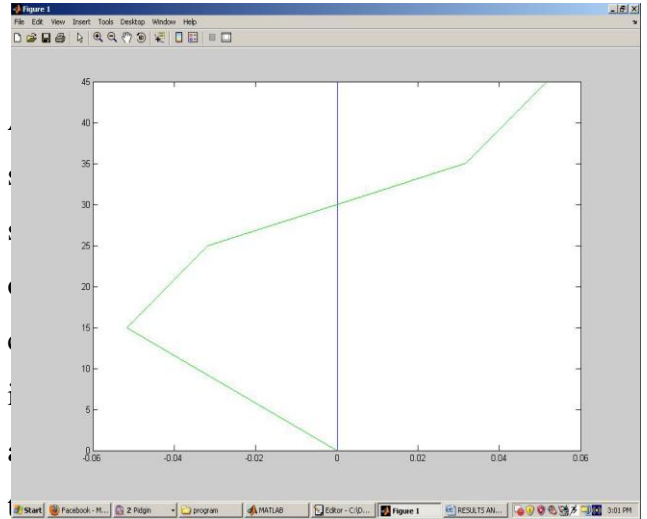 Figure 1
File Edit View Insert Tools Desktop Window Help
45
40
35
30
25
20
15
10
5
0
-0.06 -0.04 -0.02 0 0.02 0.04 0.06
Start Facebook - M... 2 Pidgin program MATLAB Editor - C:\D... Figure 1 RESULTS AN... 3:01 PM